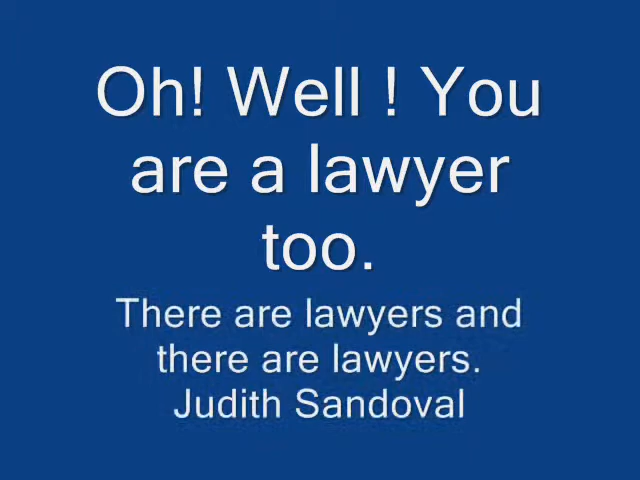 Oh! Well ! You
are a lawyer
too.
There are lawyers and
there are lawyers.
Judith Sandoval